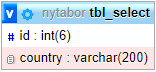 v nytabor tbl_select
# id : int(6)
country : varchar(200)